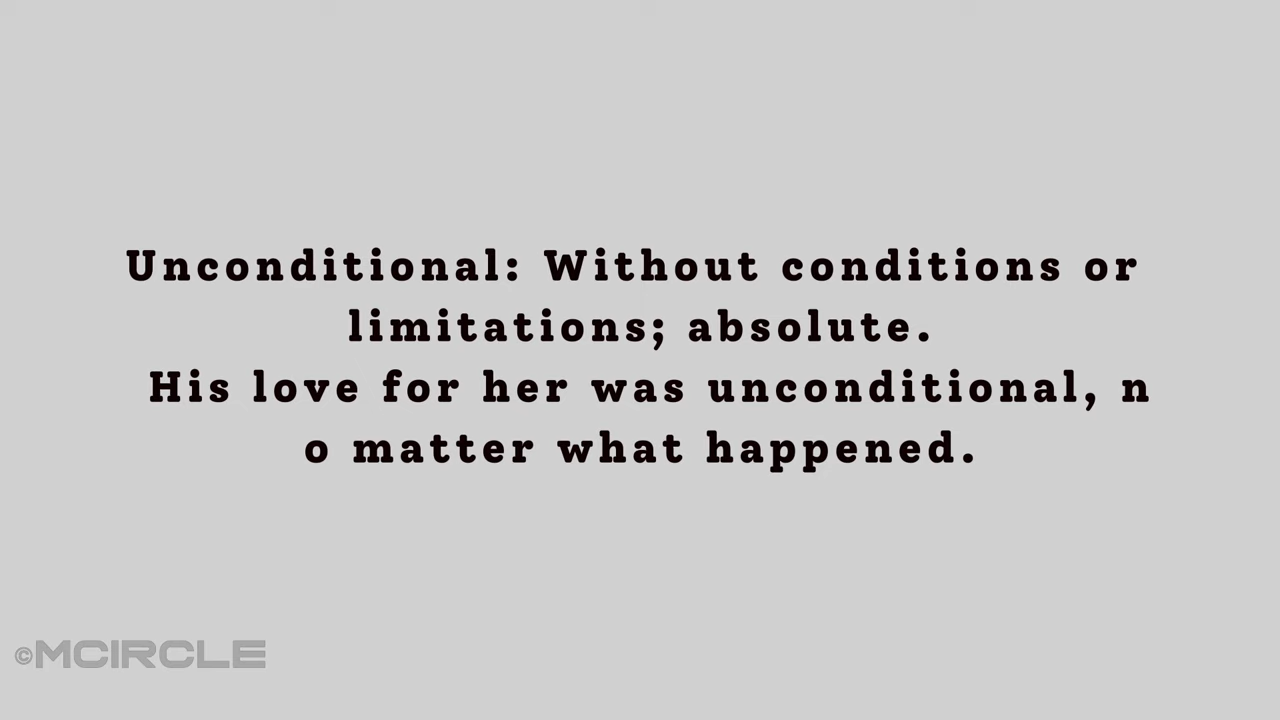 Unconditional: Without conditions or
limitations; absolute.
His love for her was unconditional, n
o matter what happened.
©MCIRCLE